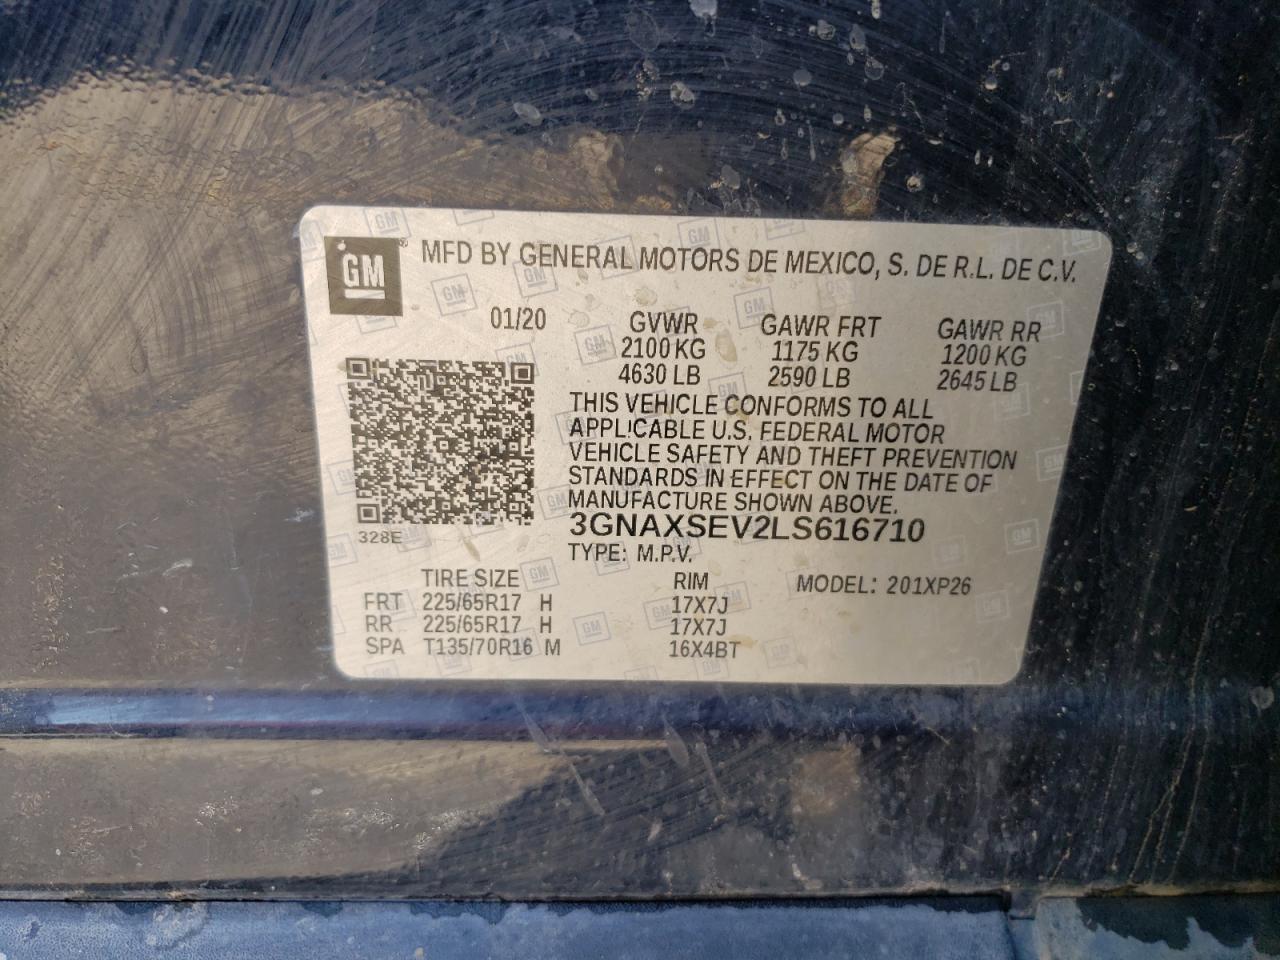 GM ® MFD BY GENERAL MOTORS DE MEXICO, S. DE R.L. DE C.V.
01/20 GVWR GAWR FRT GAWR RR
2100 KG 1175 KG 1200 KG
4630 LB 2590 LB 2645 LB
THIS VEHICLE CONFORMS TO ALL
APPLICABLE U.S. FEDERAL MOTOR
VEHICLE SAFETY AND THEFT PREVENTION
STANDARDS IN EFFECT ON THE DATE OF
MANUFACTURE SHOWN ABOVE.
3GNAXSEV2LS616710
328E
TYPE: M.P.V.
TIRE SIZE RIM MODEL: 201XP26
FRT 225/65R17 H 17X7J
RR 225/65R17 H 17X7J
SPA T135/70R16 M 16X4BT